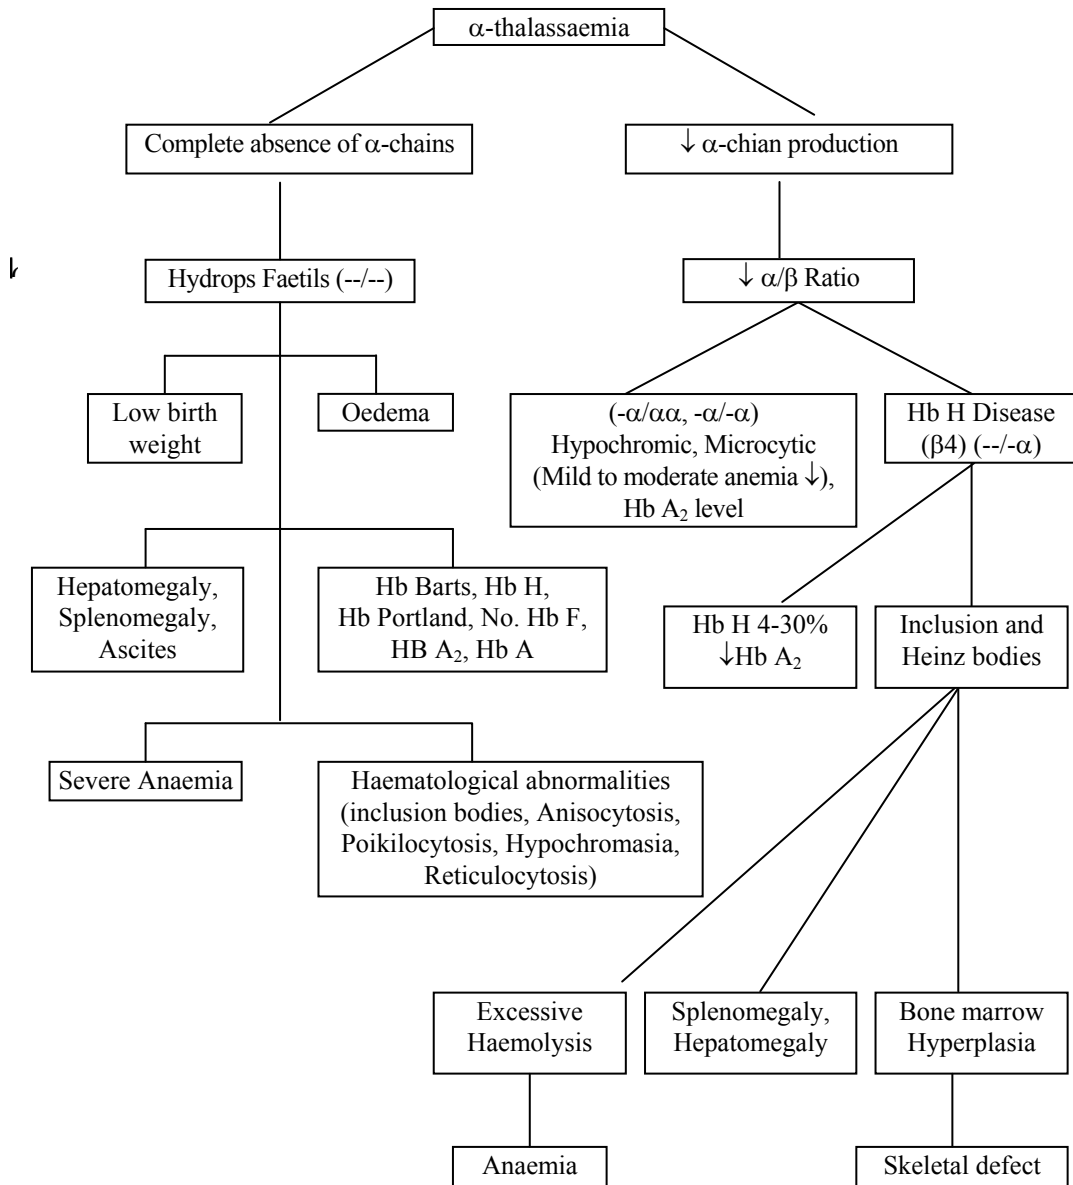 α-thalassaemia
Complete absence of α-chains
↓ α-chian production
Hydrops Faetils (--/--)
↓ α/β Ratio
Low birth
weight
Oedema
(-α/αα, -α/-α)
Hypochromic, Microcytic
(Mild to moderate anemia ↓),
Hb A₂ level
Hb H Disease
(β4) (--/-α)
Hepatomegaly,
Splenomegaly,
Ascites
Hb Barts, Hb H,
Hb Portland, No. Hb F,
HB A₂, Hb A
Hb H 4-30%
↓Hb A₂
Inclusion and
Heinz bodies
Severe Anaemia
Haematological abnormalities
(inclusion bodies, Anisocytosis,
Poikilocytosis, Hypochromasia,
Reticulocytosis)
Excessive
Haemolysis
Splenomegaly,
Hepatomegaly
Bone marrow
Hyperplasia
Anaemia
Skeletal defect